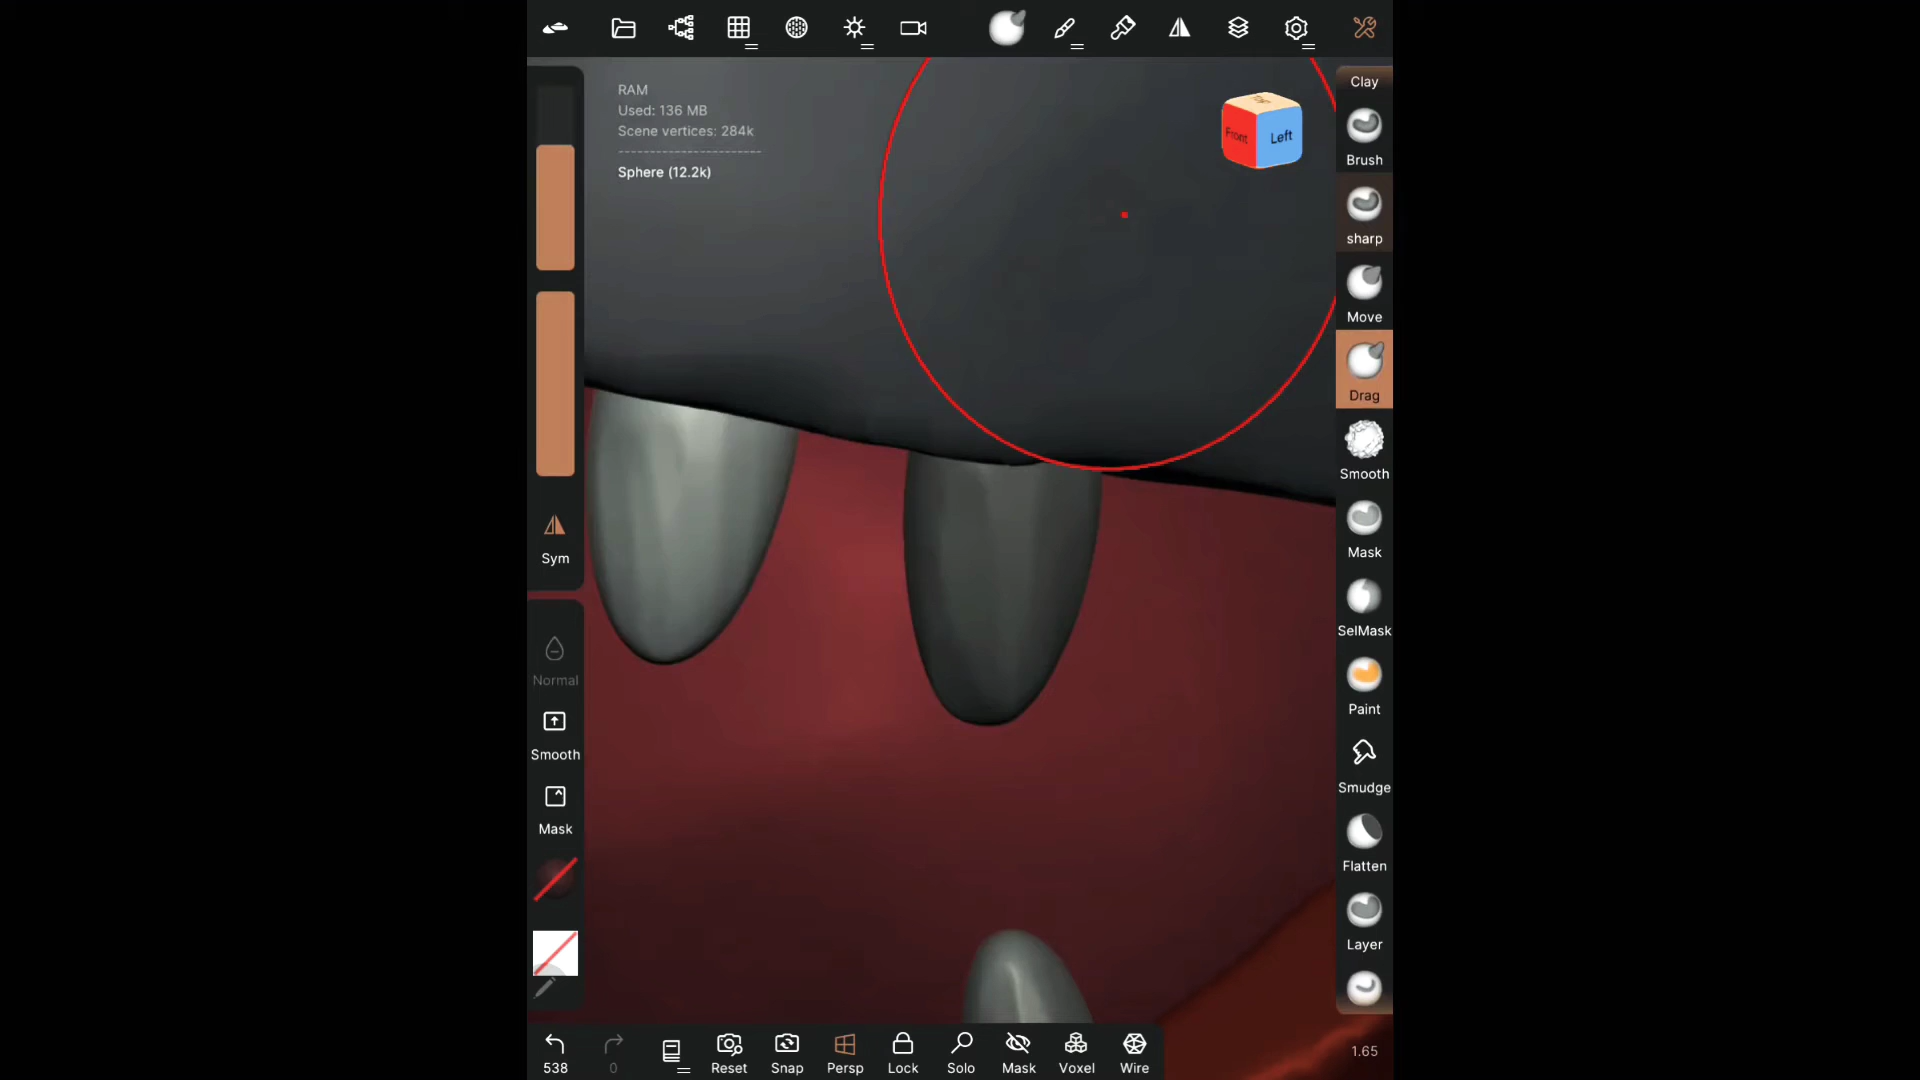 RAM
Used: 136 MB
Scene vertices: 284k
Sphere (12.2k)
Front
Left
Clay
Brush
sharp
Move
Drag
Smooth
Mask
SelMask
Paint
Smudge
Flatten
Layer
Sym
Normal
Smooth
Mask
538
0
Reset
Snap
Persp
Lock
Solo
Mask
Voxel
Wire
1.65